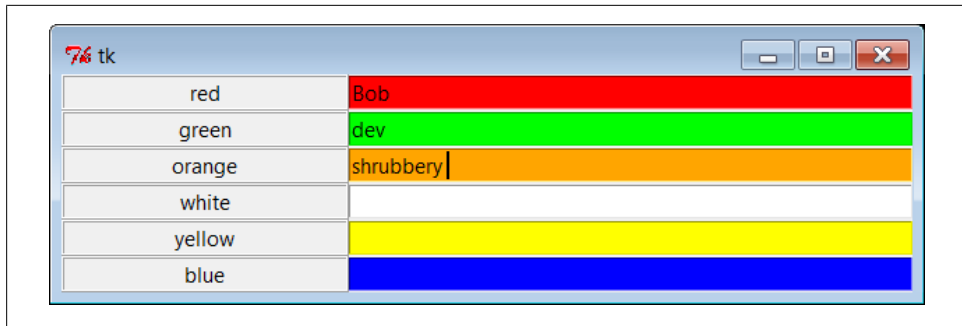 tk
red Bob
green dev
orange shrubbery
white
yellow
blue